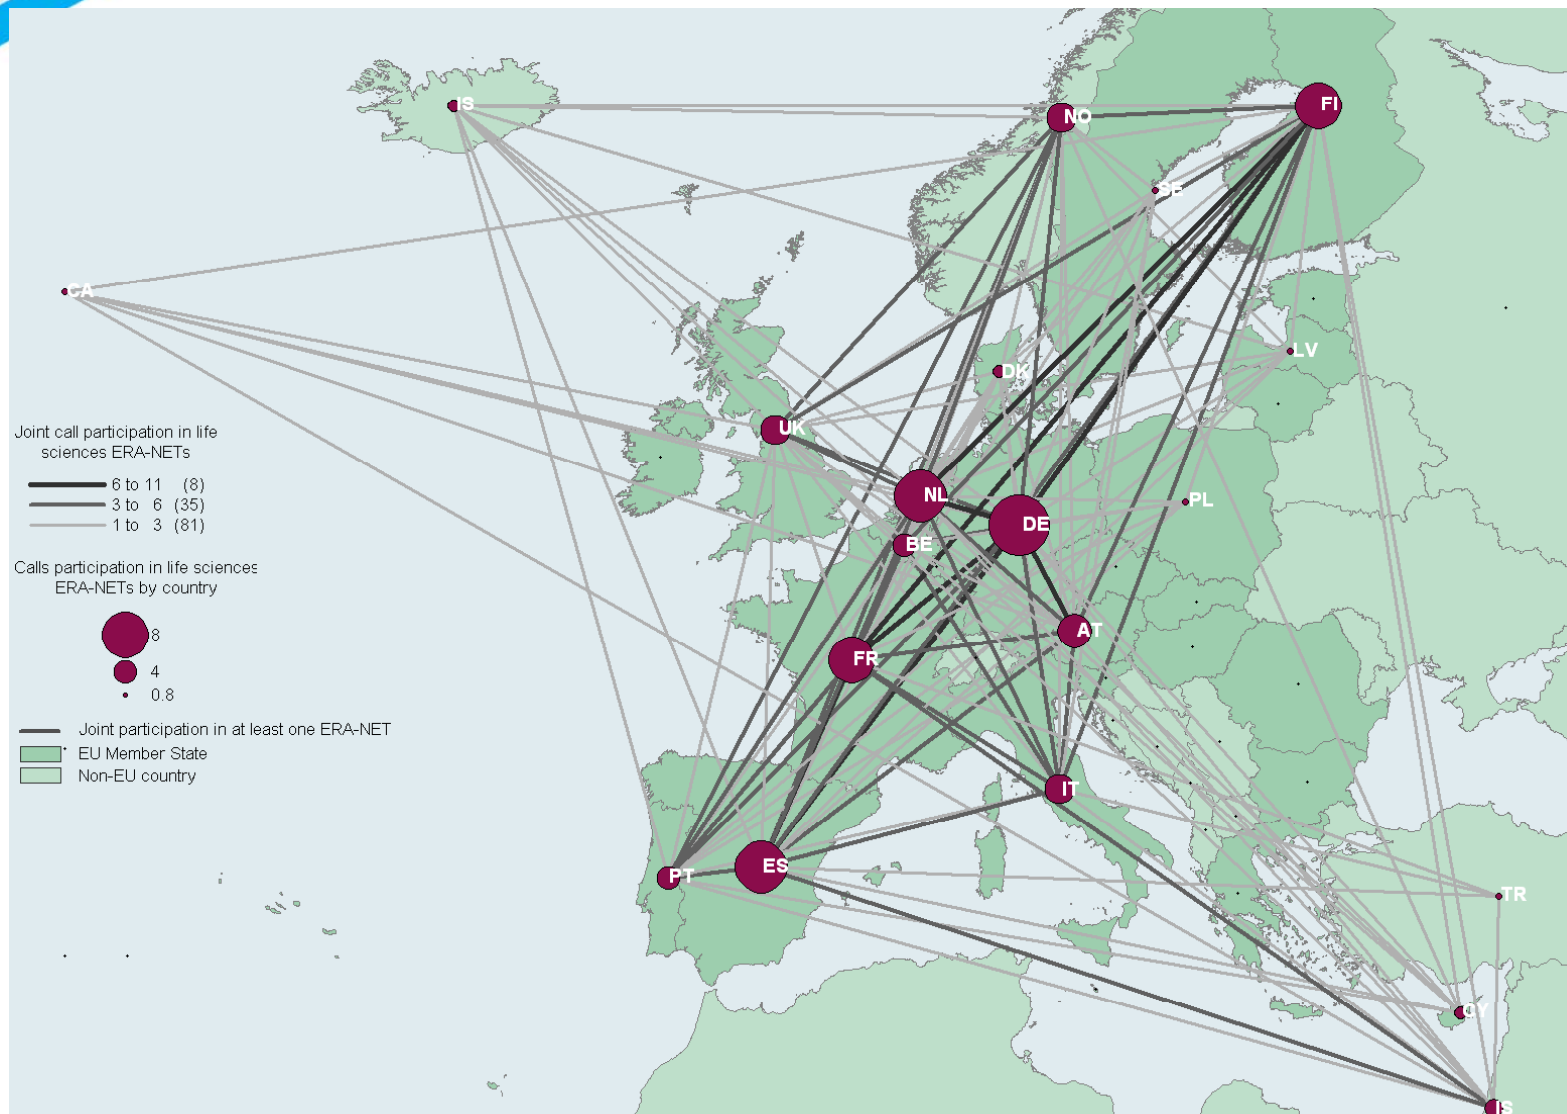 IS
NO
FI
SE
CA
LV
DK
UK
NL
PL
DE
BE
AT
FR
IT
ES
PT
TR
CY
IS
Joint call participation in life
sciences ERA-NETs
6 to 11 (8)
3 to 6 (35)
1 to 3 (81)
Calls participation in life sciences
ERA-NETs by country
8
4
0.8
Joint participation in at least one ERA-NET
EU Member State
Non-EU country